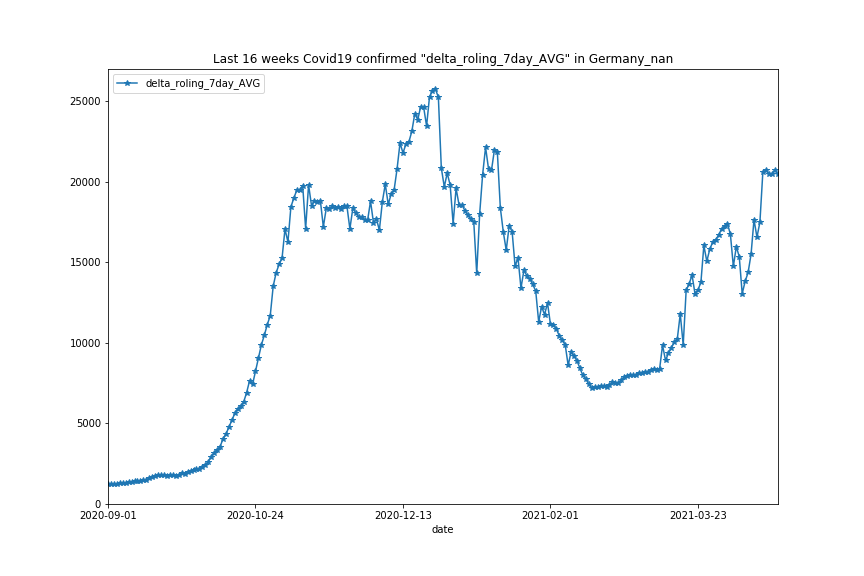 Last 16 weeks Covid19 confirmed "delta_roling_7day_AVG" in Germany_nan
delta_roling_7day_AVG
25000
20000
15000
10000
5000
0
2020-09-01 2020-10-24 2020-12-13 2021-02-01 2021-03-23
date